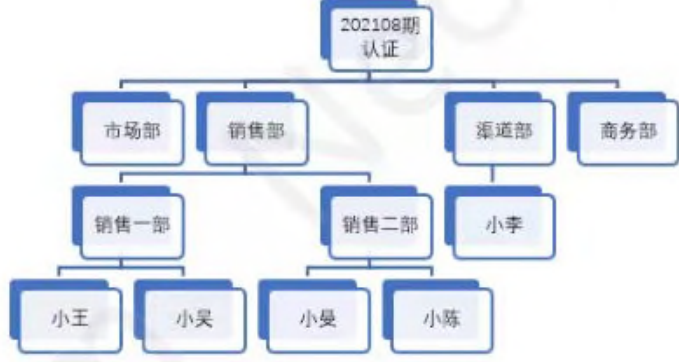 202108期
认证
市场部
销售部
渠道部
商务部
销售一部
销售二部
小李
小王
小吴
小晏
小陈